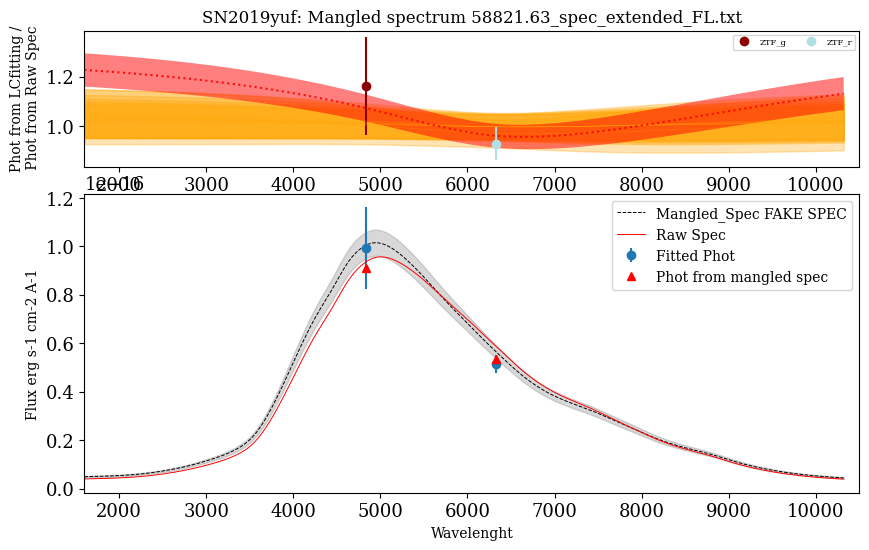 SN2019yuf: Mangled spectrum 58821.63_spec_extended_FL.txt
Phot from LCfitting /
Phot from Raw Spec
1.2
1.0
ZTF_g
ZTF_r
2000 3000 4000 5000 6000 7000 8000 9000 10000
1e−16
Flux erg s-1 cm-2 A-1
1.2
1.0
0.8
0.6
0.4
0.2
0.0
Mangled_Spec FAKE SPEC
Raw Spec
Fitted Phot
Phot from mangled spec
2000 3000 4000 5000 6000 7000 8000 9000 10000
Wavelenght